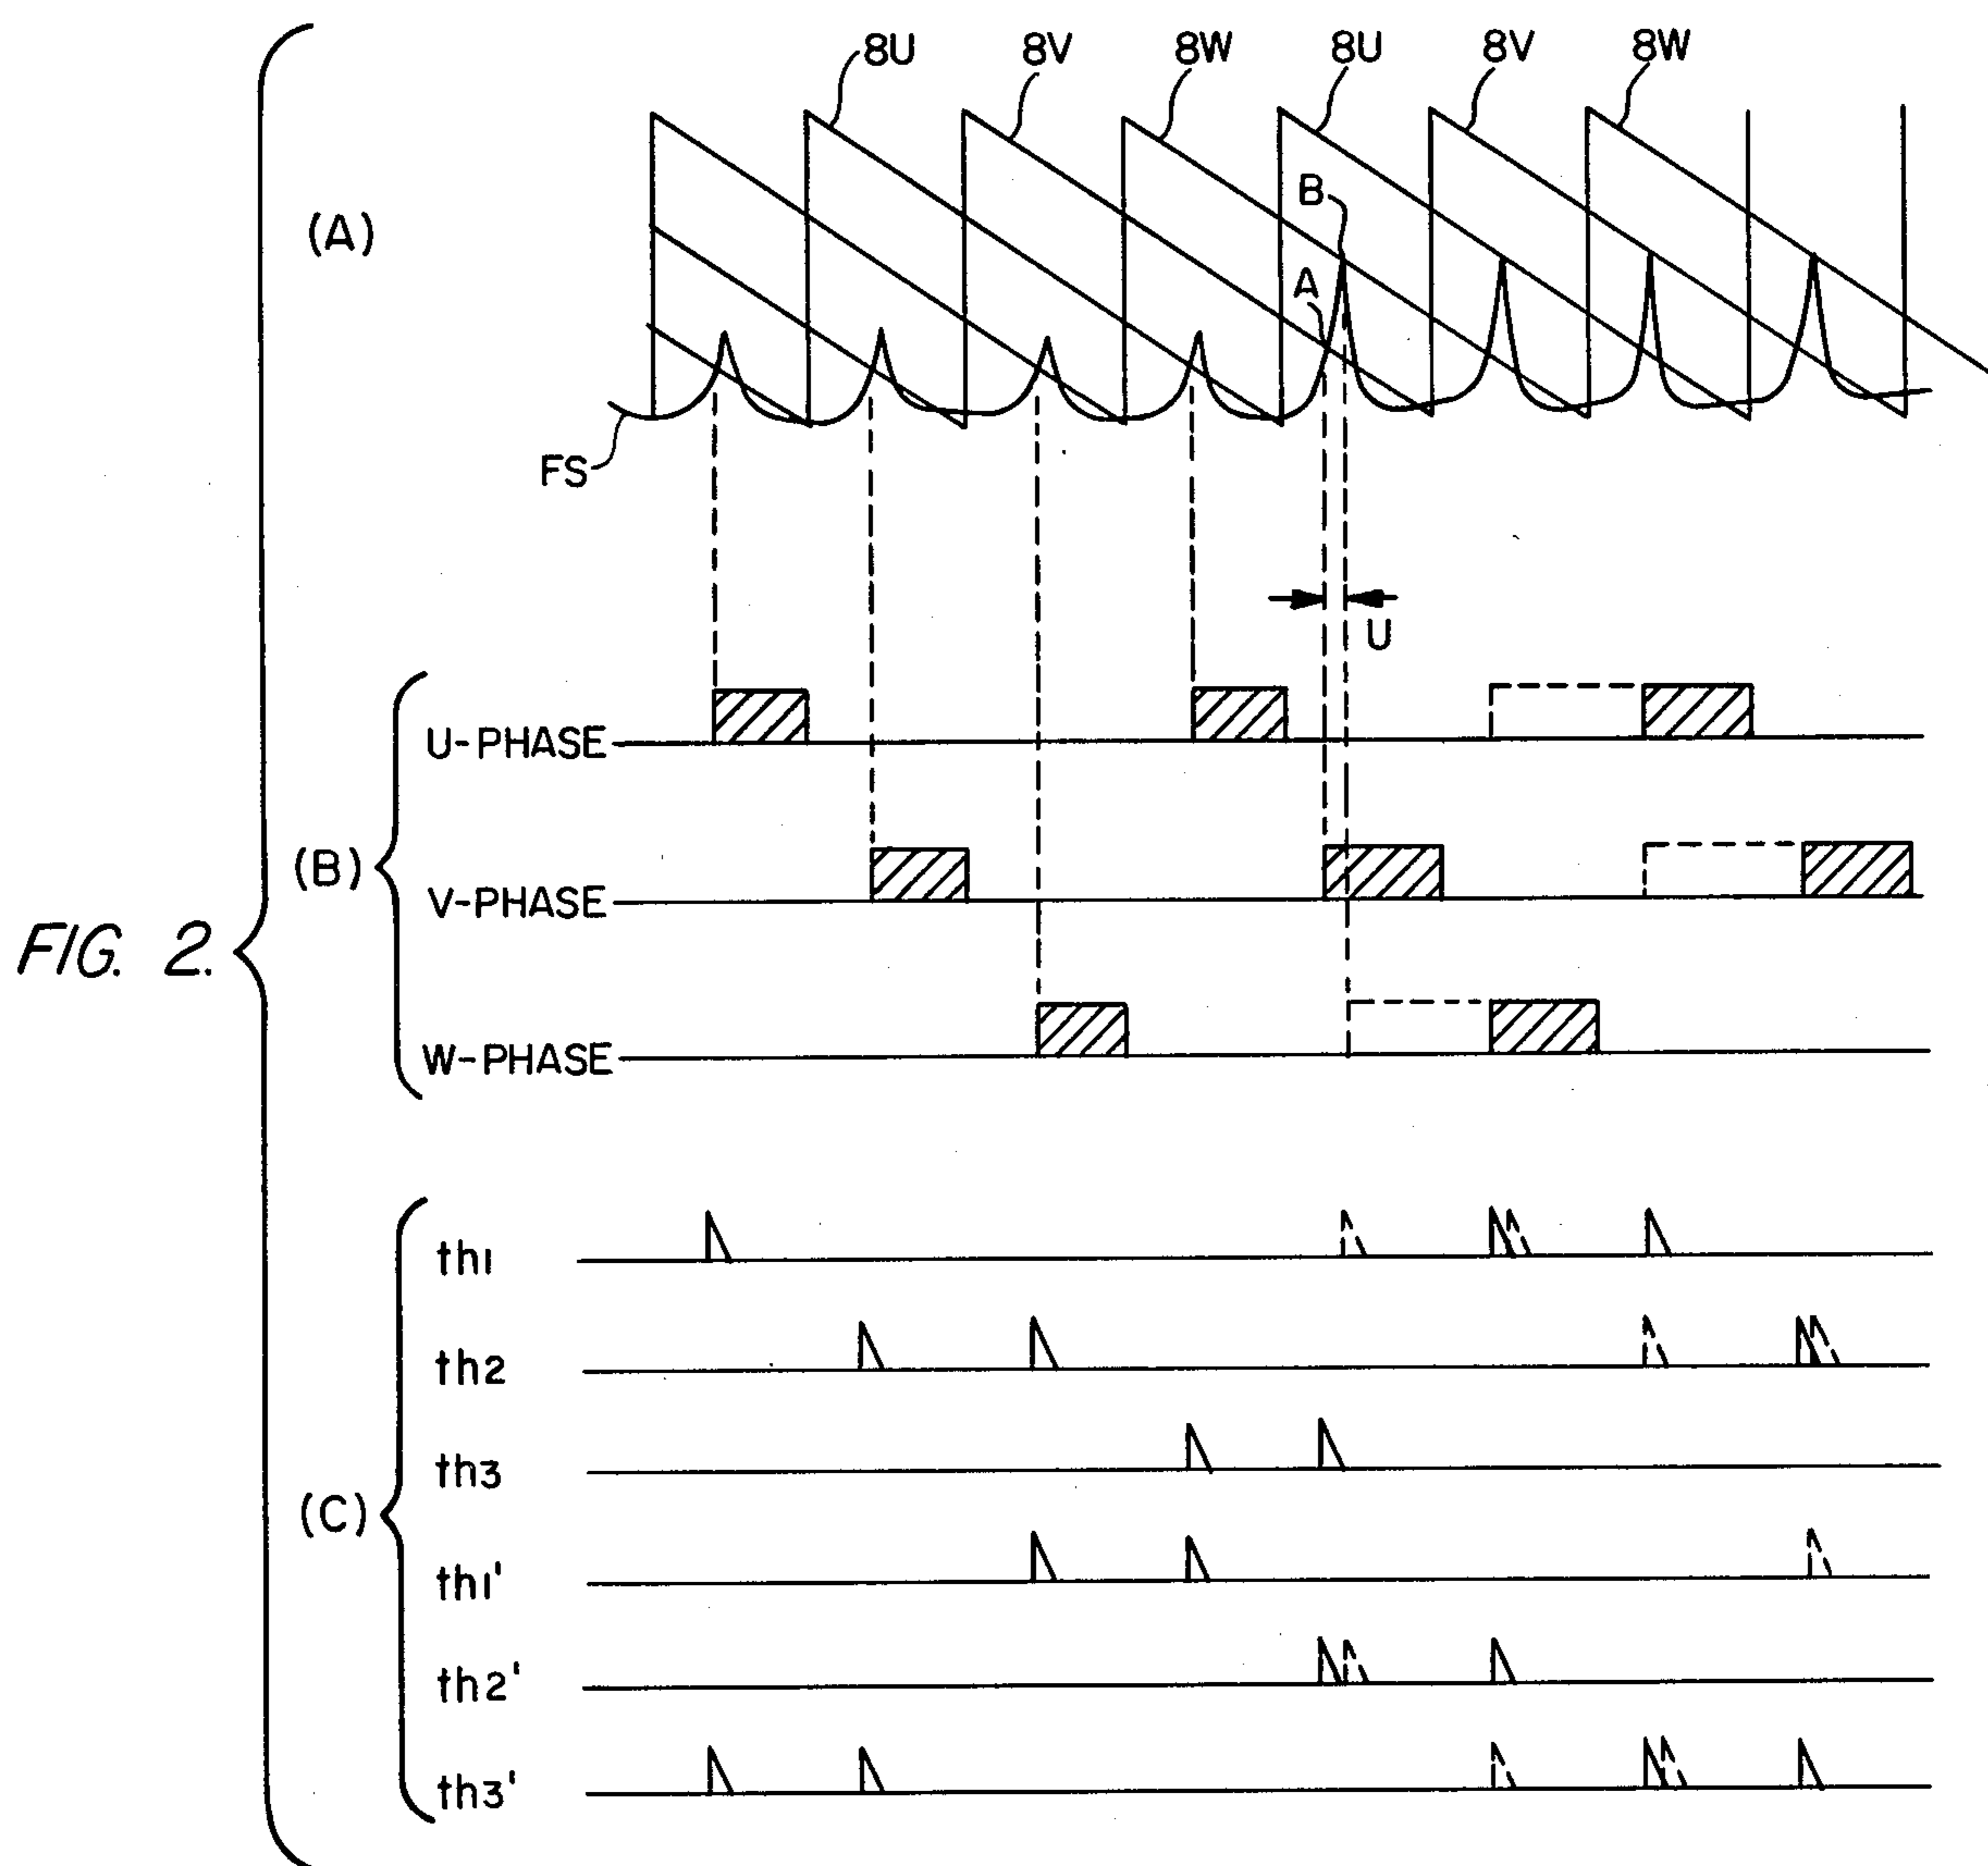 8U 8V 8W 8U 8V 8W
B
(A)
A
FS
U
U-PHASE
(B)
V-PHASE
FIG. 2.
W-PHASE
th1
th2
th3
(C)
th1'
th2'
th3'